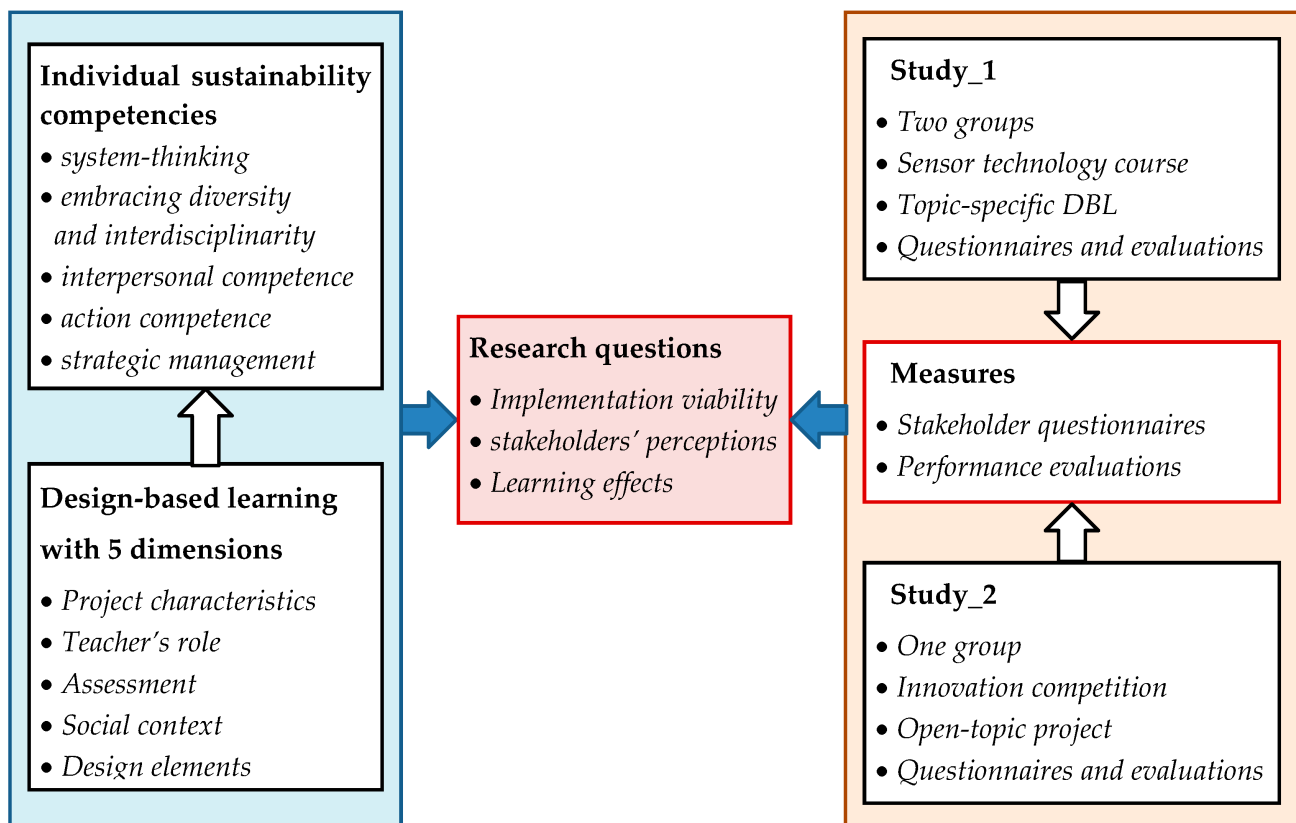 Individual sustainability
competencies
• system-thinking
• embracing diversity
and interdisciplinarity
• interpersonal competence
• action competence
• strategic management
Design-based learning
with 5 dimensions
• Project characteristics
• Teacher’s role
• Assessment
• Social context
• Design elements
Research questions
• Implementation viability
• stakeholders’ perceptions
• Learning effects
Study_1
• Two groups
• Sensor technology course
• Topic-specific DBL
• Questionnaires and evaluations
Measures
• Stakeholder questionnaires
• Performance evaluations
Study_2
• One group
• Innovation competition
• Open-topic project
• Questionnaires and evaluations